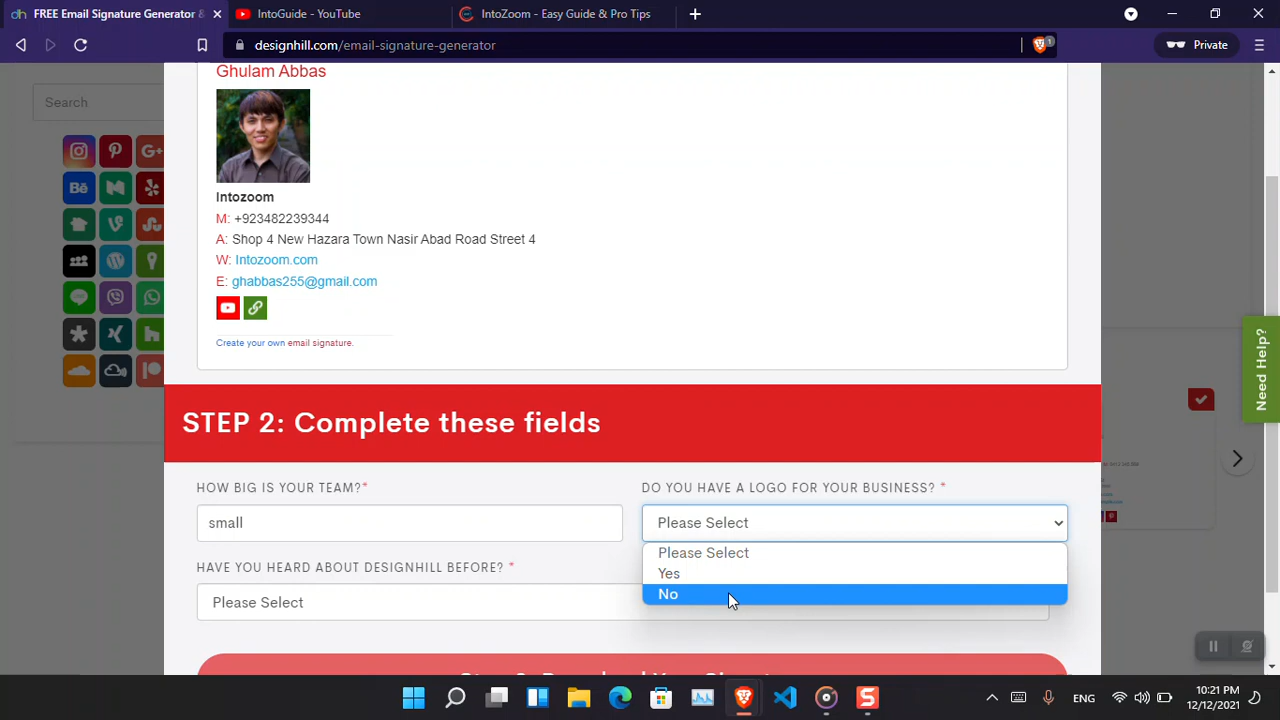 FREE Email Signature Generator &
IntoGuide - YouTube
IntoZoom - Easy Guide & Pro Tips
designhill.com/email-signature-generator
1
Private
Search
Ghulam Abbas
Intozoom
M: +923482239344
A: Shop 4 New Hazara Town Nasir Abad Road Street 4
W: Intozoom.com
E: ghabbas255@gmail.com
Create your own email signature.
Need Help?
STEP 2: Complete these fields
HOW BIG IS YOUR TEAM?*
DO YOU HAVE A LOGO FOR YOUR BUSINESS? *
small
Please Select
Please Select
Yes
No
HAVE YOU HEARD ABOUT DESIGNHILL BEFORE? *
Please Select
ENG
10:21 PM
12/12/2021